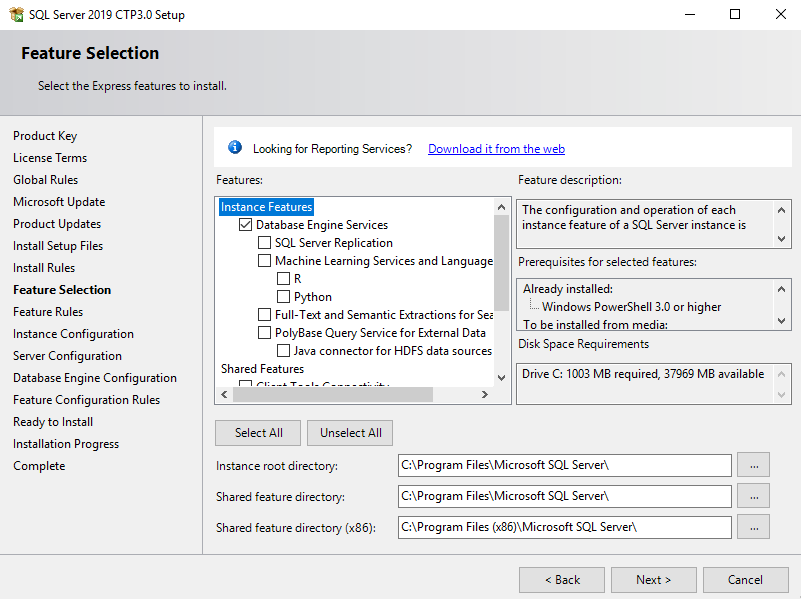 SQL Server 2019 CTP3.0 Setup
Feature Selection
Select the Express features to install.
Product Key
License Terms
Global Rules
Microsoft Update
Product Updates
Install Setup Files
Install Rules
Feature Selection
Feature Rules
Instance Configuration
Server Configuration
Database Engine Configuration
Feature Configuration Rules
Ready to Install
Installation Progress
Complete
Looking for Reporting Services? Download it from the web
Features:
Instance Features
Database Engine Services
SQL Server Replication
Machine Learning Services and Language
R
Python
Full-Text and Semantic Extractions for Sea
PolyBase Query Service for External Data
Java connector for HDFS data sources
Shared Features
Client Tools Connectivity
Feature description:
The configuration and operation of each
instance feature of a SQL Server instance is
Prerequisites for selected features:
Already installed:
Windows PowerShell 3.0 or higher
To be installed from media:
Disk Space Requirements
Drive C: 1003 MB required, 37969 MB available
Select All
Unselect All
Instance root directory: C:\Program Files\Microsoft SQL Server\ ...
Shared feature directory: C:\Program Files\Microsoft SQL Server\ ...
Shared feature directory (x86): C:\Program Files (x86)\Microsoft SQL Server\ ...
< Back
Next >
Cancel